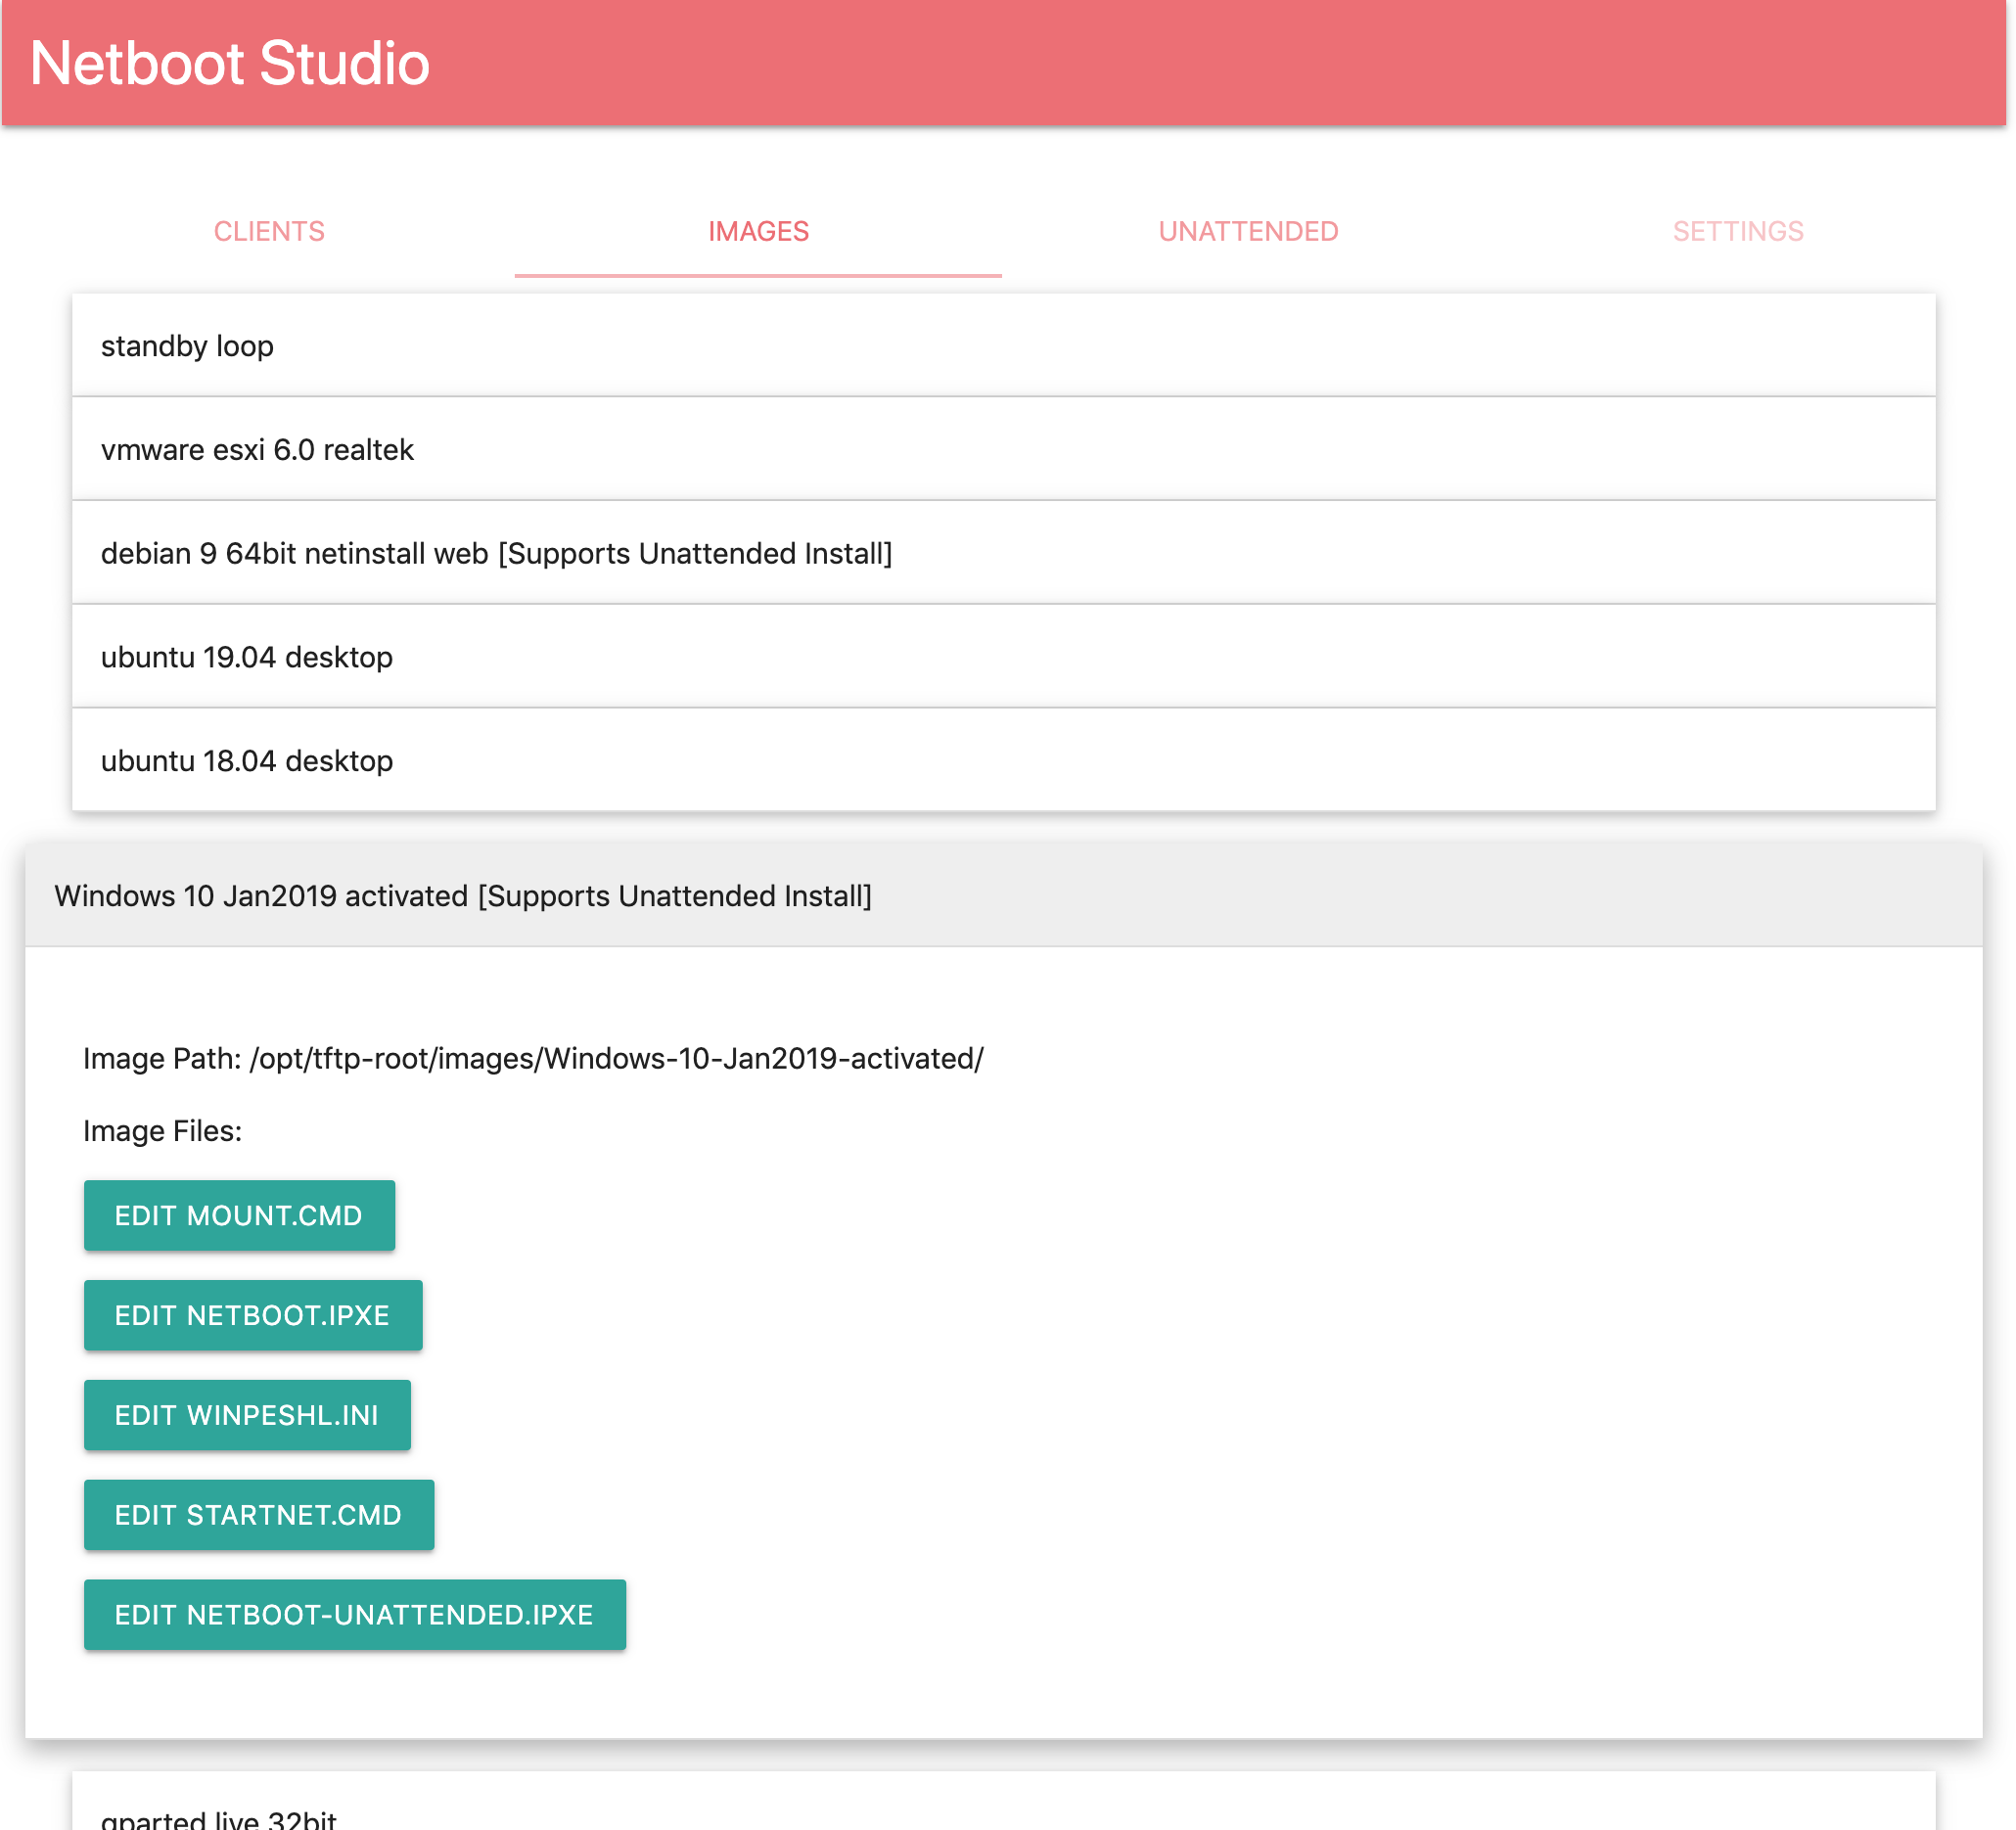 Netboot Studio
CLIENTS IMAGES UNATTENDED SETTINGS
standby loop
vmware esxi 6.0 realtek
debian 9 64bit netinstall web [Supports Unattended Install]
ubuntu 19.04 desktop
ubuntu 18.04 desktop
Windows 10 Jan2019 activated [Supports Unattended Install]
Image Path: /opt/tftp-root/images/Windows-10-Jan2019-activated/
Image Files:
EDIT MOUNT.CMD
EDIT NETBOOT.IPXE
EDIT WINPESHL.INI
EDIT STARTNET.CMD
EDIT NETBOOT-UNATTENDED.IPXE
gparted live 32bit